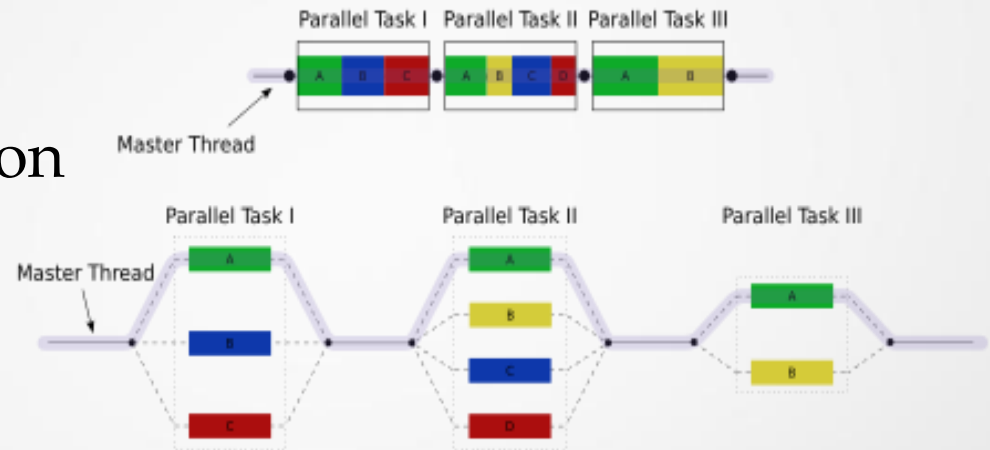 Parallel Task I Parallel Task II Parallel Task III
A B C A B C D A B
Master Thread
on
Parallel Task I Parallel Task II Parallel Task III
Master Thread
A A
A
B
B
C
B
C D